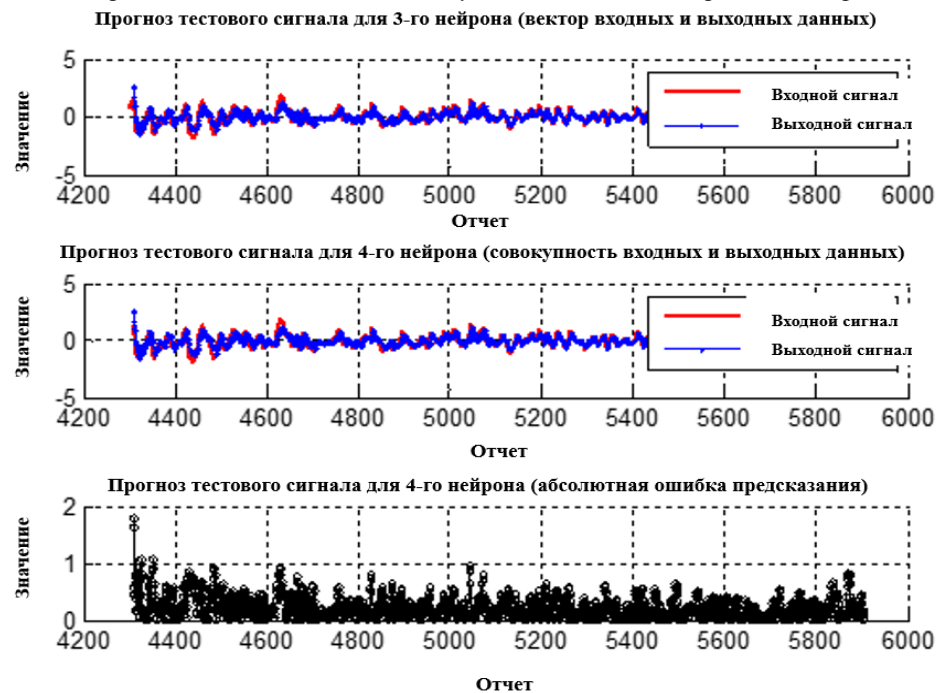 Прогноз тестового сигнала для 3-го нейрона (вектор входных и выходных данных)
5
0
-5
Значение
4200 4400 4600 4800 5000 5200 5400 5600 5800 6000
Отчет
Входной сигнал
Выходной сигнал
Прогноз тестового сигнала для 4-го нейрона (совокупность входных и выходных данных)
5
0
-5
Значение
4200 4400 4600 4800 5000 5200 5400 5600 5800 6000
Отчет
Входной сигнал
Выходной сигнал
Прогноз тестового сигнала для 4-го нейрона (абсолютная ошибка предсказания)
2
1
0
Значение
4200 4400 4600 4800 5000 5200 5400 5600 5800 6000
Отчет